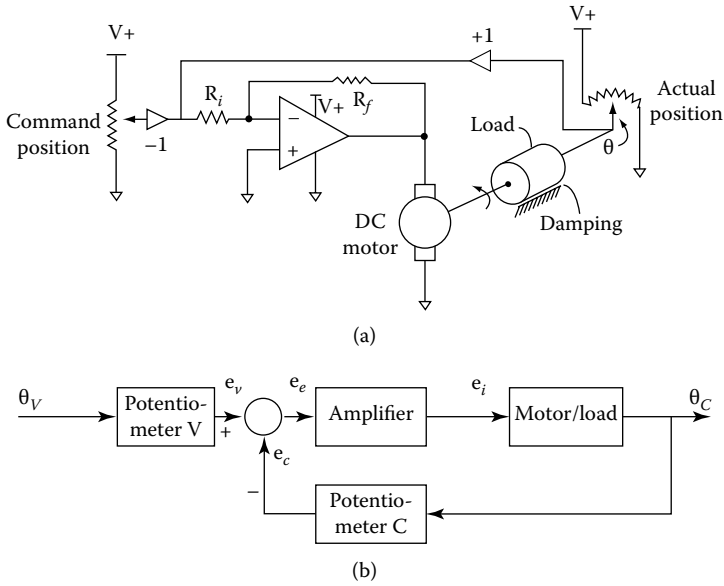 V+
+1
V+
R_i
V+
R_f
Actual
position
Command
position
−1
−
+
Load
θ
DC
motor
Damping
(a)
θ_V
Potentio-
meter V
e_v
+
e_e
Amplifier
e_i
Motor/load
θ_C
e_c
−
Potentio-
meter C
(b)